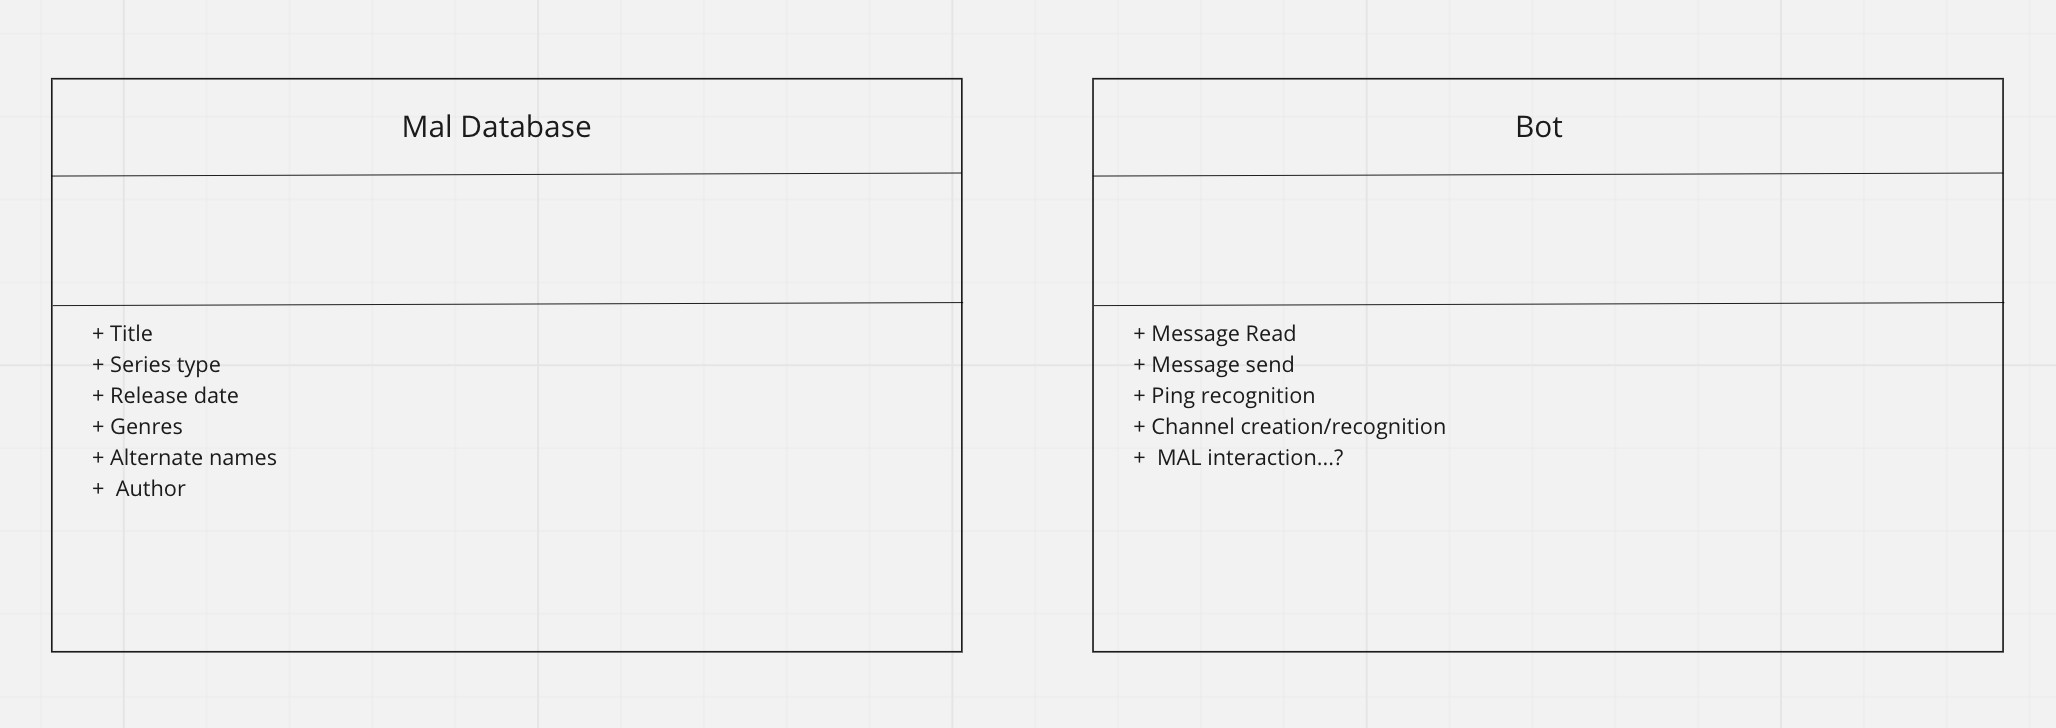 Mal Database
+ Title
+ Series type
+ Release date
+ Genres
+ Alternate names
+  Author
Bot
+ Message Read
+ Message send
+ Ping recognition
+ Channel creation/recognition
+  MAL interaction...?